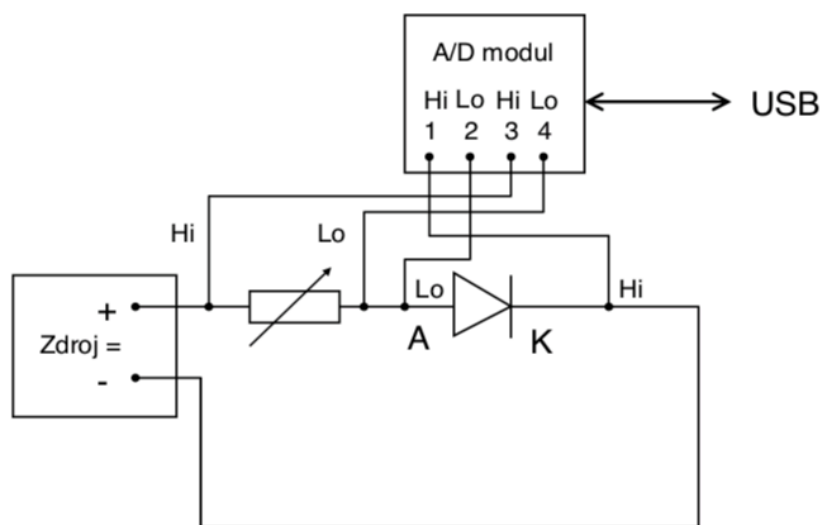 A/D modul
Hi Lo Hi Lo
1 2 3 4
USB
Hi Lo
Lo Hi
+
A K
Zdroj =
-